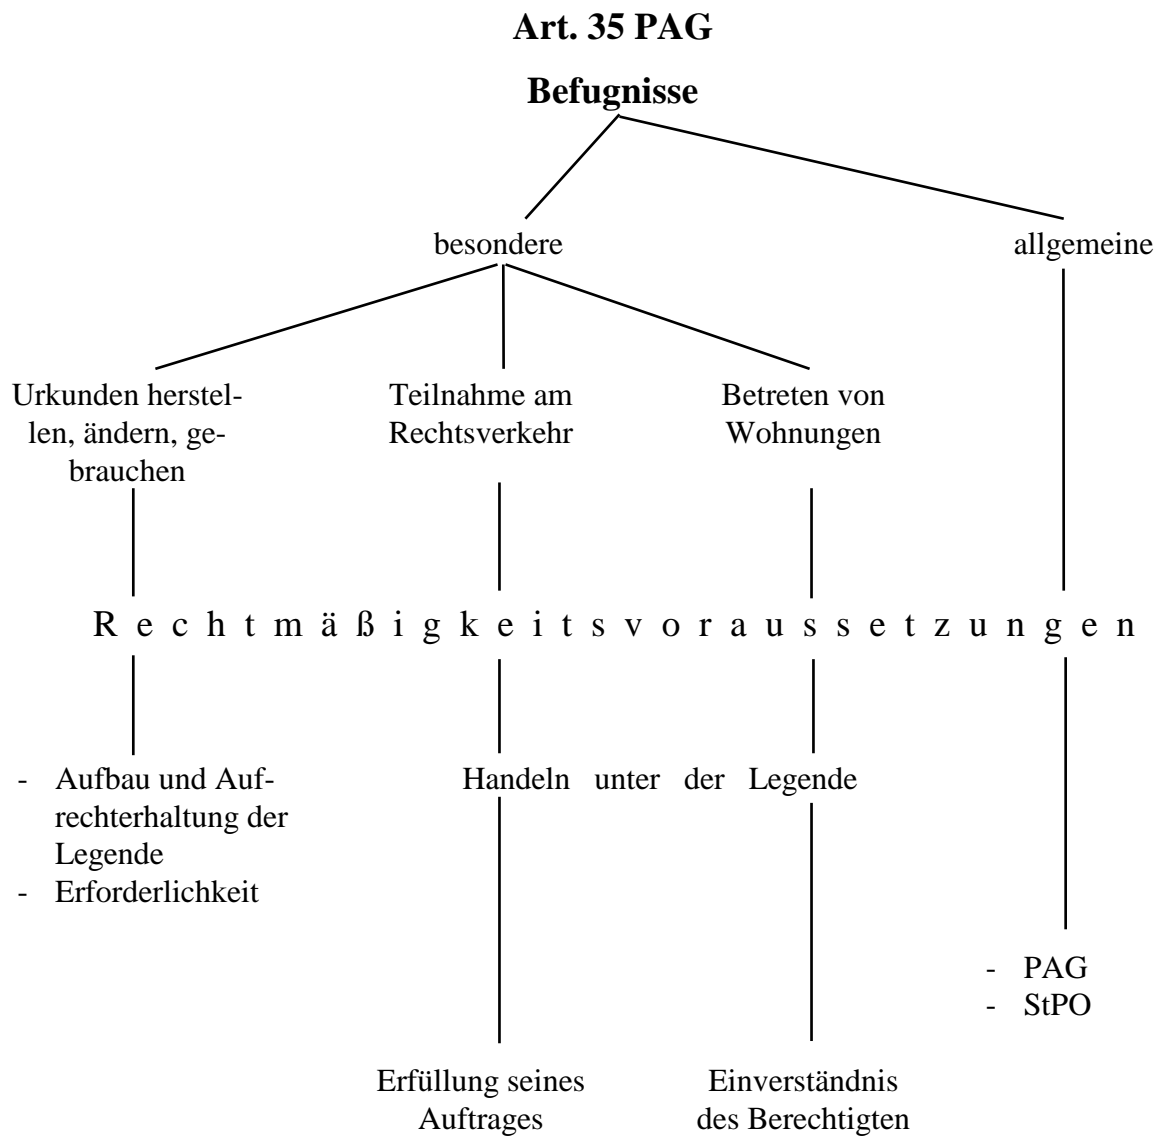 Art. 35 PAG
Befugnisse
besondere
allgemeine
Urkunden herstel-
len, ändern, ge-
brauchen
Teilnahme am
Rechtsverkehr
Betreten von
Wohnungen
R e c h t m ä ß i g k e i t s v o r a u s s e t z u n g e n
- Aufbau und Auf-
rechterhaltung der
Legende
- Erforderlichkeit
Handeln unter der Legende
- PAG
- StPO
Erfüllung seines
Auftrages
Einverständnis
des Berechtigten